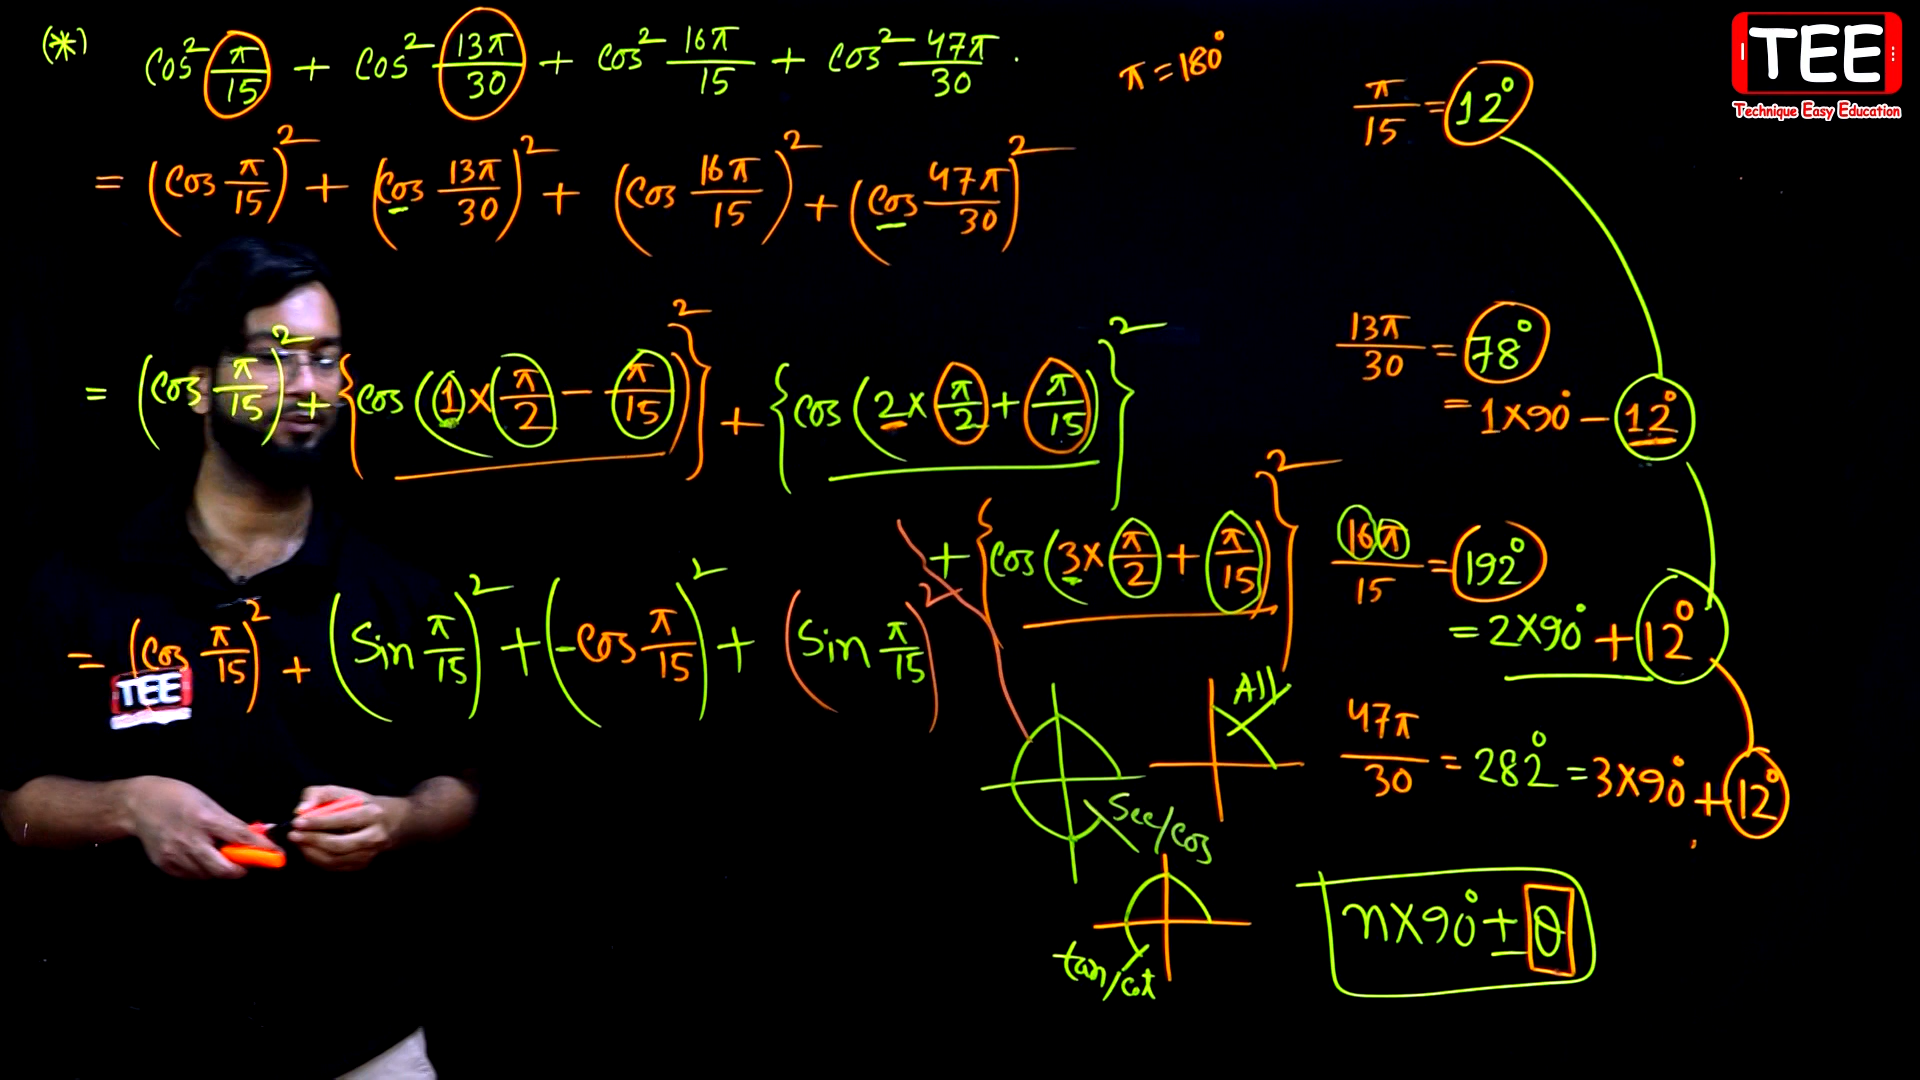 (*) cos² π/15 + cos² 13π/30 + cos² 16π/15 + cos² 47π/30 .
π = 180°
π/15 = 12°
TEE
Technique Easy Education
= (cos π/15)² + (cos 13π/30)² + (cos 16π/15)² + (cos 47π/30)²
= (cos π/15)² + {cos (1×π/2 − π/15)}² + {cos (2×π/2 + π/15)}²
+ {cos (3×π/2 + π/15)}²
13π/30 = 78°
= 1×90° − 12°
16π/15 = 192°
= 2×90° + 12°
= (cos π/15)² + (Sin π/15)² + (-cos π/15)² + (Sin π/15)²
TEE
All
47π/30 = 282° = 3×90° + 12°
Sec/cos
tan/cot
n×90° ± θ